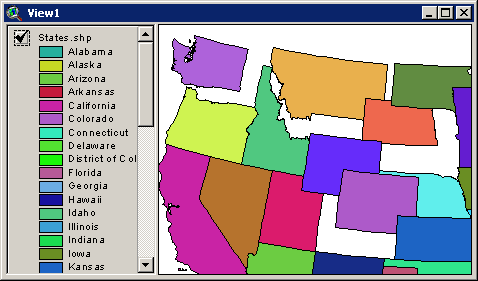 View1
States.shp
Alabama
Alaska
Arizona
Arkansas
California
Colorado
Connecticut
Delaware
District of Col
Florida
Georgia
Hawaii
Idaho
Illinois
Indiana
Iowa
Kansas